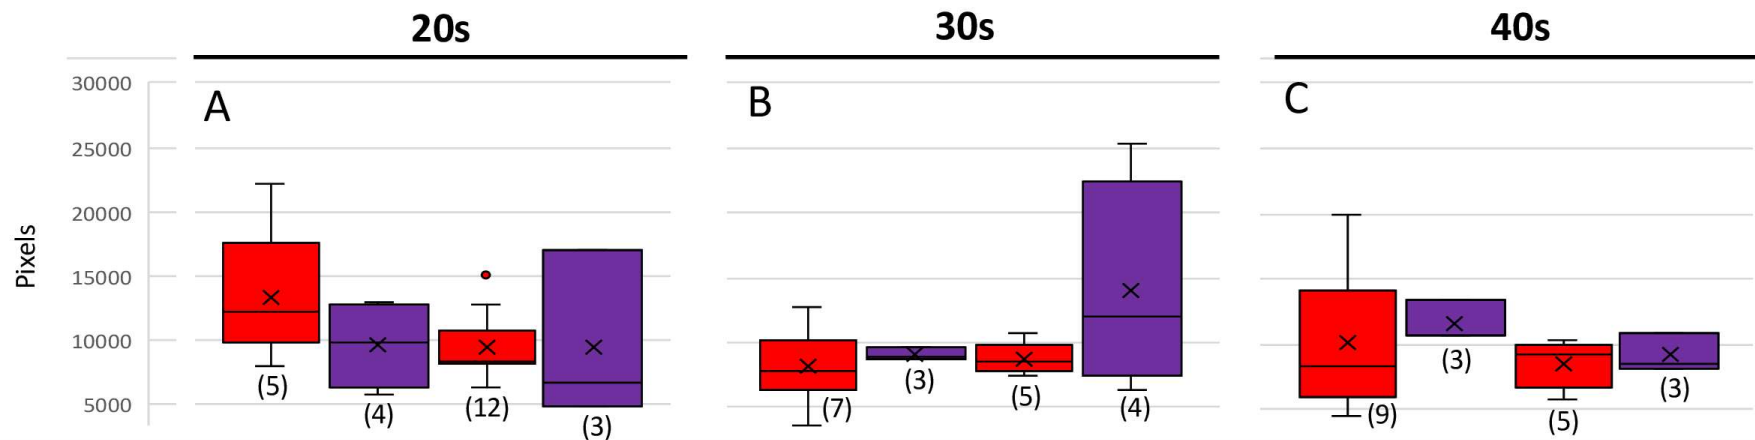 20s 30s 40s
30000
A B C
25000
20000
Pixels
15000
10000
5000
(5) (4) (12) (3)
(7) (3) (5) (4)
(9) (3) (5) (3)